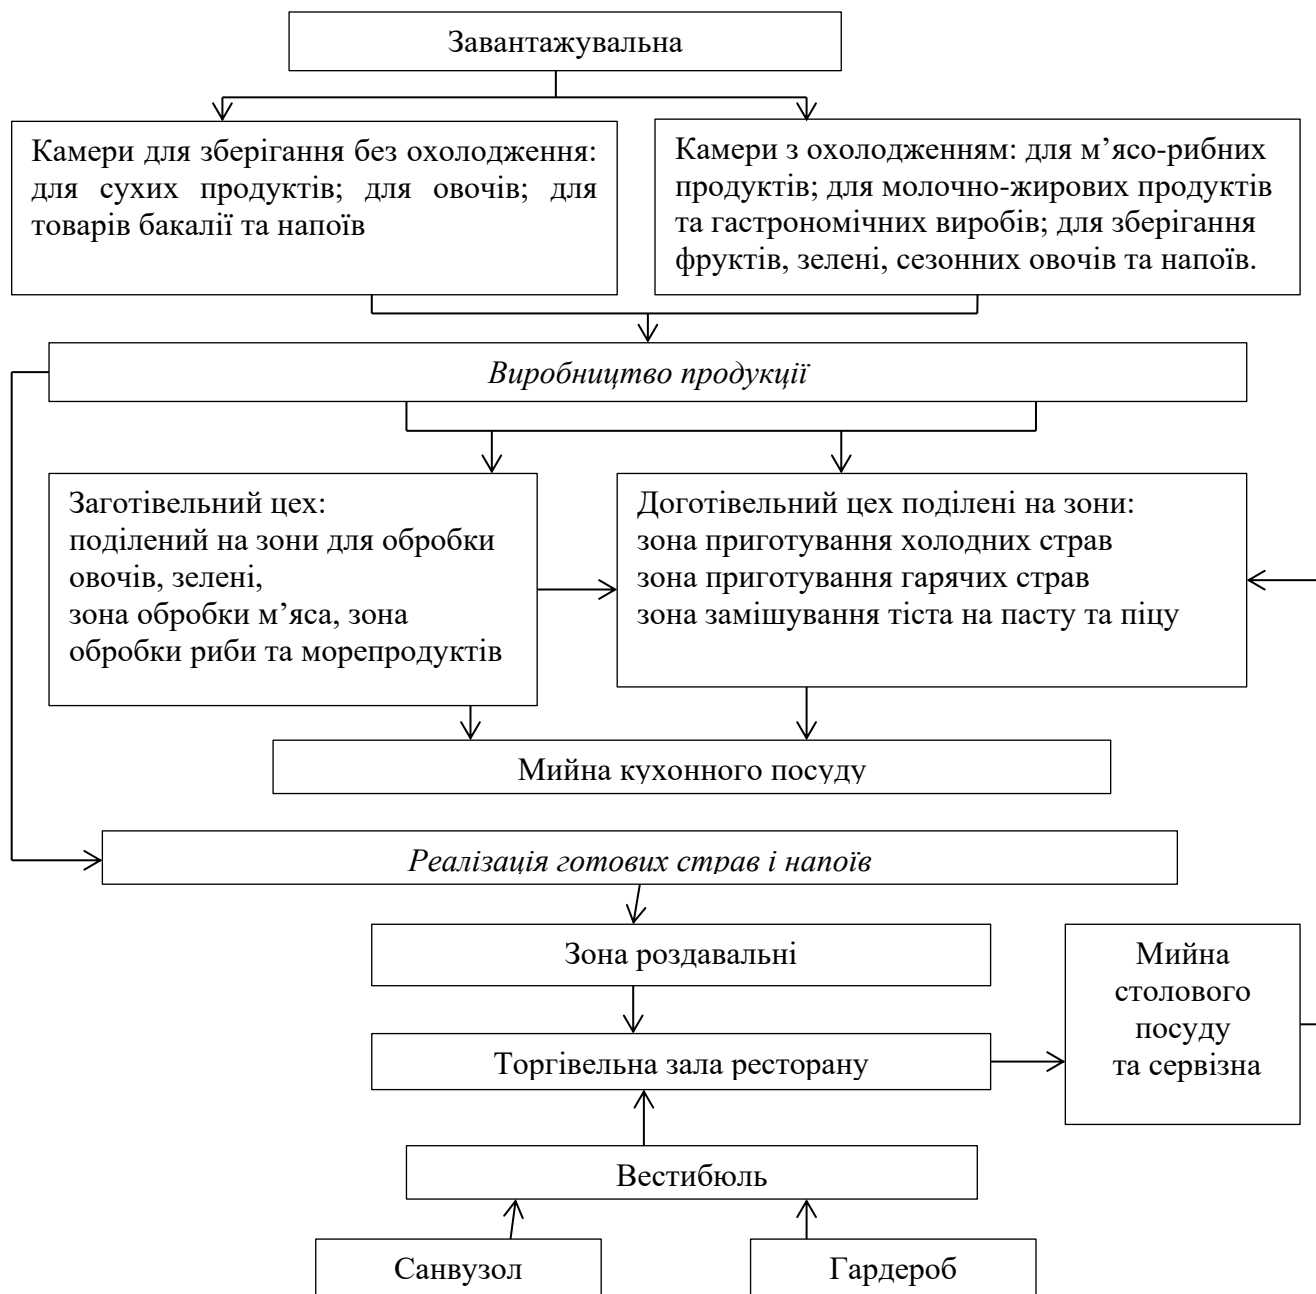 Завантажувальна
Камери для зберігання без охолодження:
для сухих продуктів; для овочів; для
товарів бакалії та напоїв
Камери з охолодженням: для м’ясо-рибних
продуктів; для молочно-жирових продуктів
та гастрономічних виробів; для зберігання
фруктів, зелені, сезонних овочів та напоїв.
Виробництво продукції
Заготівельний цех:
поділений на зони для обробки
овочів, зелені,
зона обробки м’яса, зона
обробки риби та морепродуктів
Доготівельний цех поділені на зони:
зона приготування холодних страв
зона приготування гарячих страв
зона замішування тіста на пасту та піцу
Мийна кухонного посуду
Реалізація готових страв і напоїв
Зона роздавальні
Торгівельна зала ресторану
Мийна
столового
посуду
та сервізна
Вестибюль
Санвузол
Гардероб